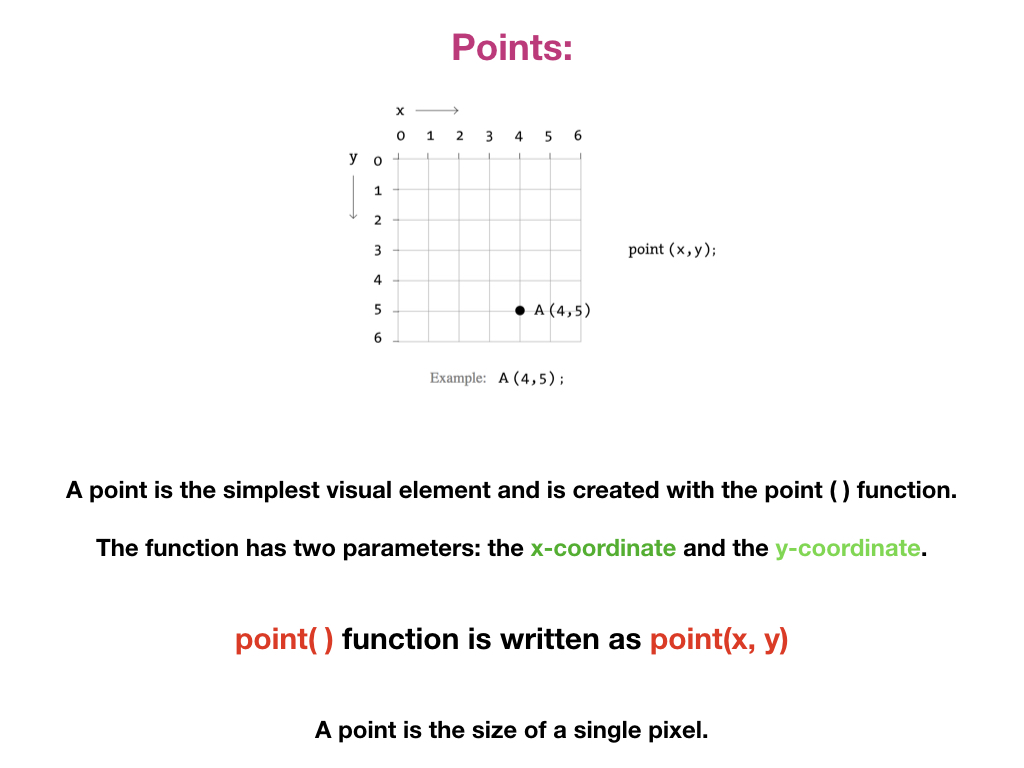 Points:
x
0 1 2 3 4 5 6
y
0
1
2
3
4
5
6
point (x,y);
A (4,5)
Example: A (4,5);
A point is the simplest visual element and is created with the point ( ) function.
The function has two parameters: the x-coordinate and the y-coordinate.
point( ) function is written as point(x, y)
A point is the size of a single pixel.